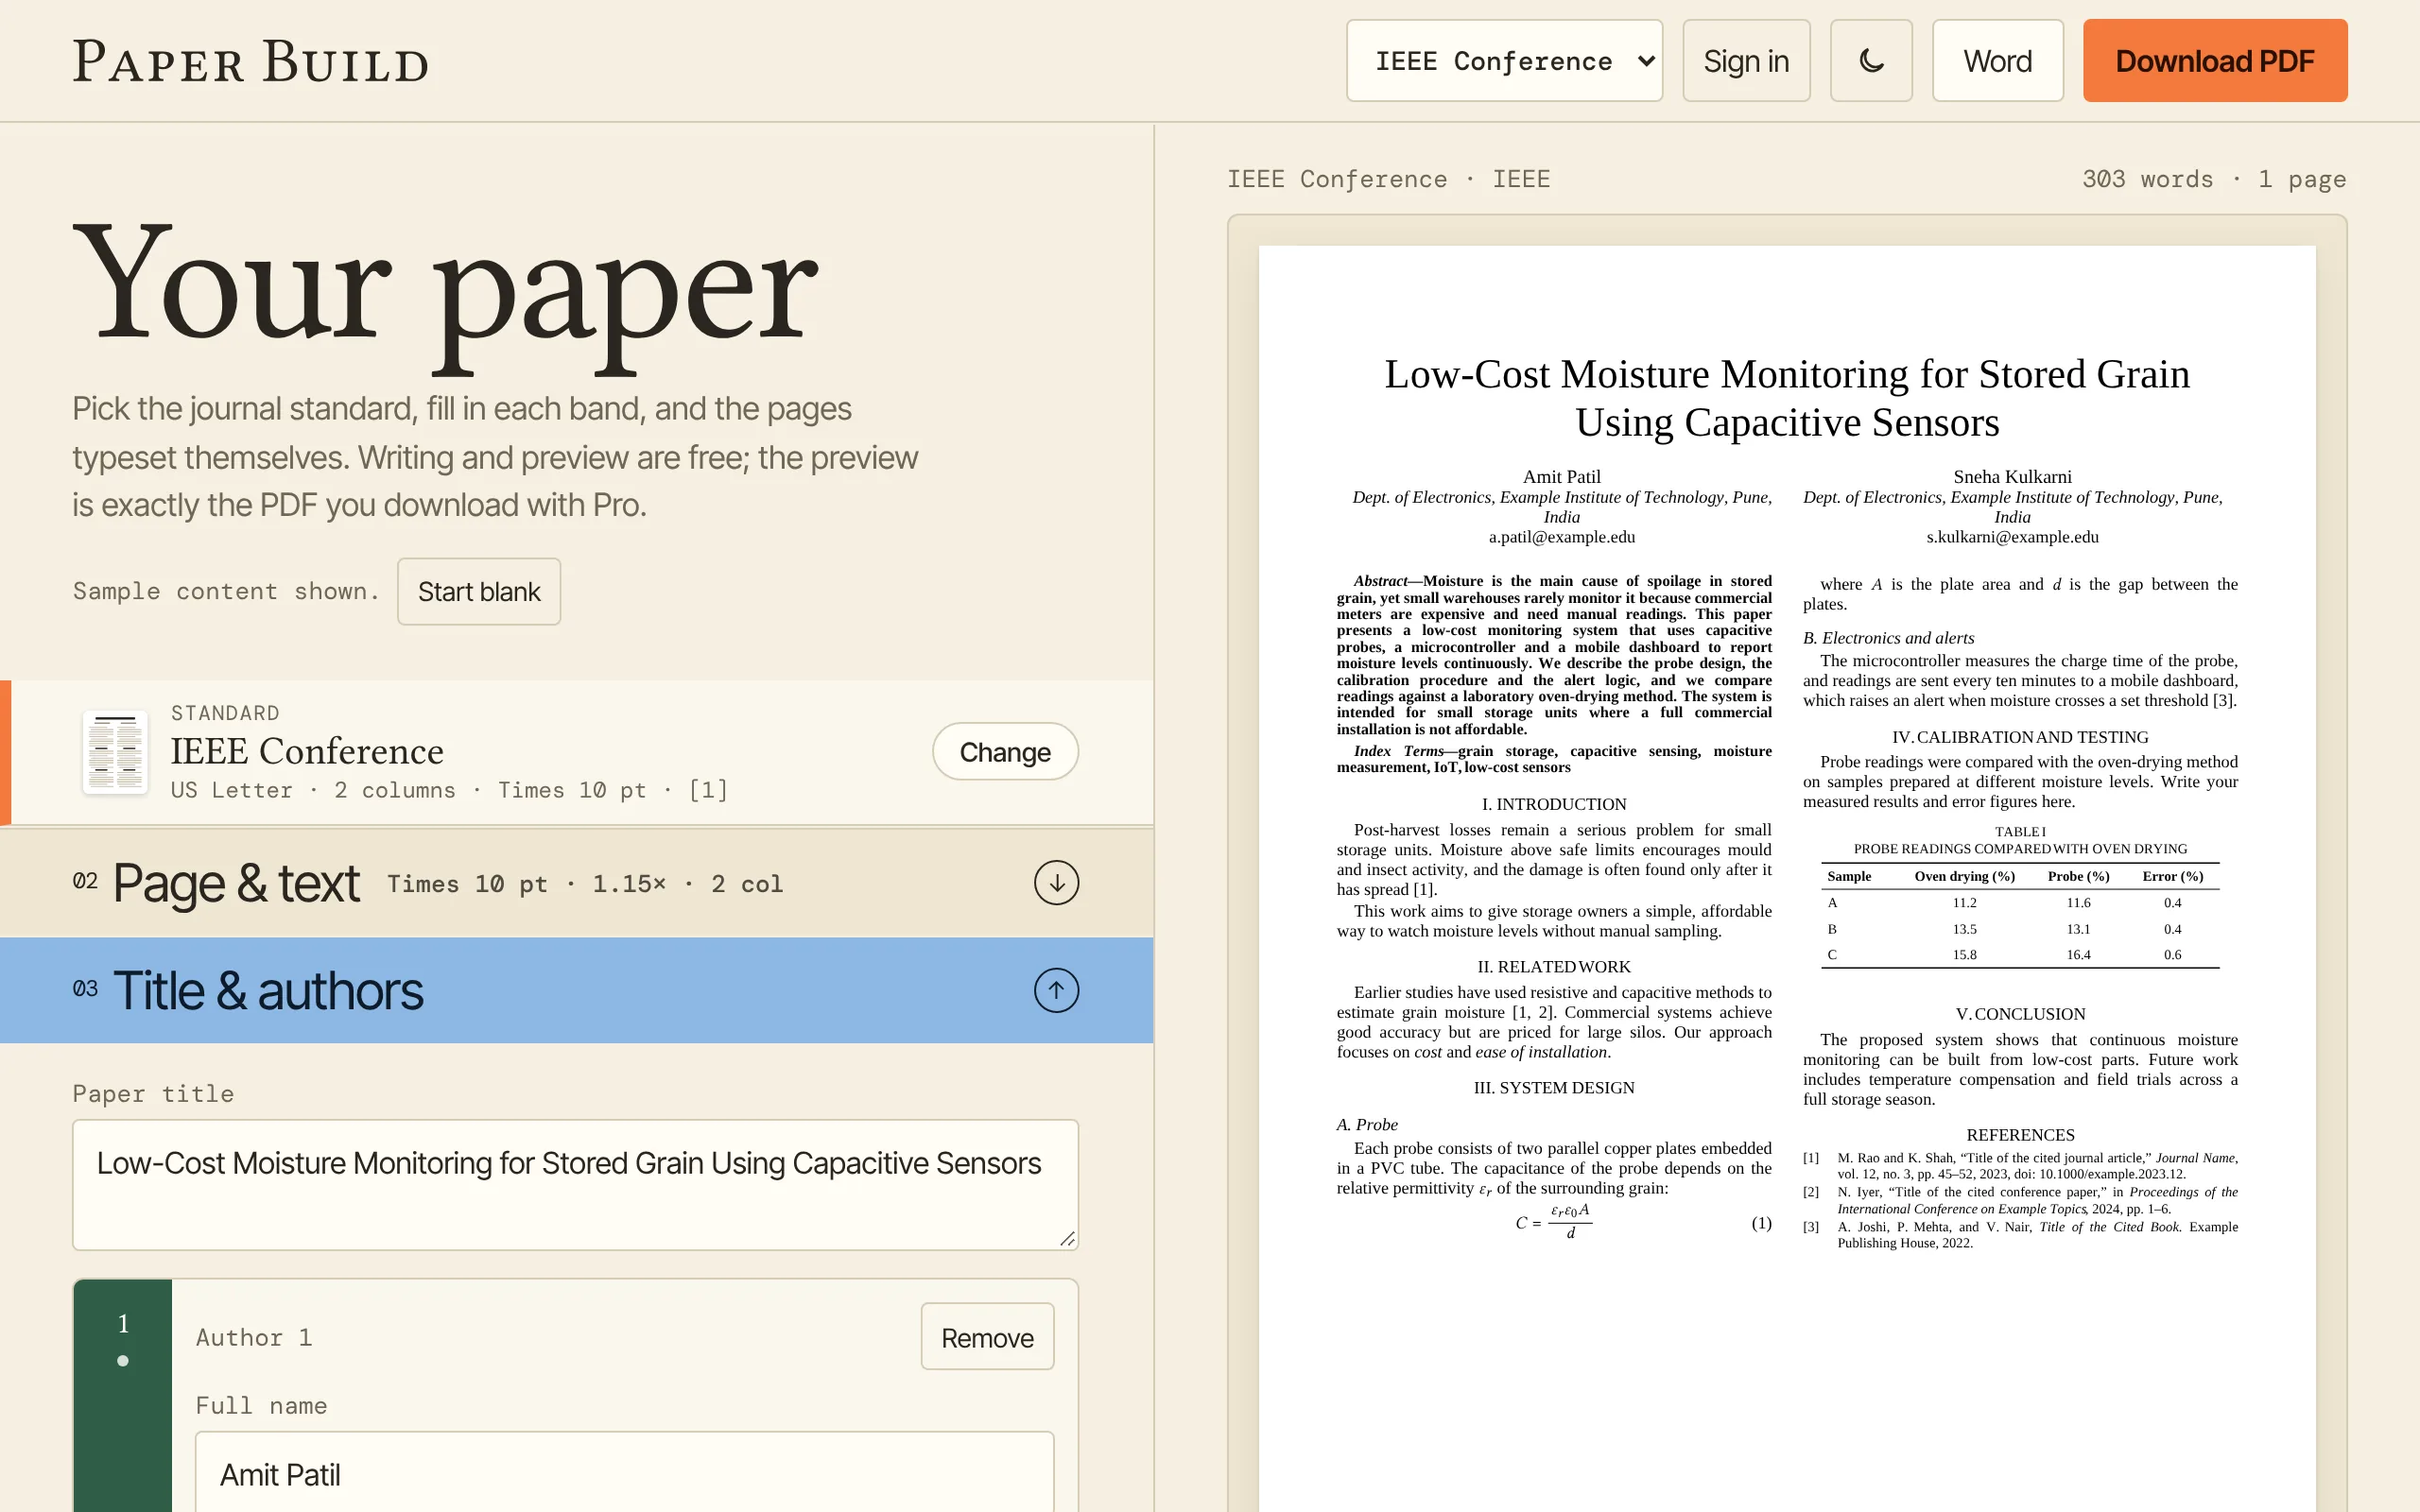 PAPER BUILD
IEEE Conference
Sign in
Word
Download PDF
Your paper
Pick the journal standard, fill in each band, and the pages
typeset themselves. Writing and preview are free; the preview
is exactly the PDF you download with Pro.
Sample content shown.
Start blank
STANDARD
IEEE Conference
US Letter · 2 columns · Times 10 pt · [1]
Change
02 Page & text Times 10 pt · 1.15× · 2 col
03 Title & authors
Paper title
Low-Cost Moisture Monitoring for Stored Grain Using Capacitive Sensors
1
Author 1
Remove
Full name
Amit Patil
IEEE Conference · IEEE
303 words · 1 page
Low-Cost Moisture Monitoring for Stored Grain
Using Capacitive Sensors
Amit Patil
Dept. of Electronics, Example Institute of Technology, Pune,
India
a.patil@example.edu
Sneha Kulkarni
Dept. of Electronics, Example Institute of Technology, Pune,
India
s.kulkarni@example.edu
Abstract—Moisture is the main cause of spoilage in stored
grain, yet small warehouses rarely monitor it because commercial
meters are expensive and need manual readings. This paper
presents a low-cost monitoring system that uses capacitive
probes, a microcontroller and a mobile dashboard to report
moisture levels continuously. We describe the probe design, the
calibration procedure and the alert logic, and we compare
readings against a laboratory oven-drying method. The system is
intended for small storage units where a full commercial
installation is not affordable.
Index Terms—grain storage, capacitive sensing, moisture
measurement, IoT, low-cost sensors
I. INTRODUCTION
Post-harvest losses remain a serious problem for small
storage units. Moisture above safe limits encourages mould
and insect activity, and the damage is often found only after it
has spread [1].
This work aims to give storage owners a simple, affordable
way to watch moisture levels without manual sampling.
II. RELATED WORK
Earlier studies have used resistive and capacitive methods to
estimate grain moisture [1, 2]. Commercial systems achieve
good accuracy but are priced for large silos. Our approach
focuses on cost and ease of installation.
III. SYSTEM DESIGN
A. Probe
Each probe consists of two parallel copper plates embedded
in a PVC tube. The capacitance of the probe depends on the
relative permittivity εr of the surrounding grain:
C = εrε0A / d (1)
where A is the plate area and d is the gap between the
plates.
B. Electronics and alerts
The microcontroller measures the charge time of the probe,
and readings are sent every ten minutes to a mobile dashboard,
which raises an alert when moisture crosses a set threshold [3].
IV. CALIBRATION AND TESTING
Probe readings were compared with the oven-drying method
on samples prepared at different moisture levels. Write your
measured results and error figures here.
TABLE I
PROBE READINGS COMPARED WITH OVEN DRYING
Sample Oven drying (%) Probe (%) Error (%)
A 11.2 11.6 0.4
B 13.5 13.1 0.4
C 15.8 16.4 0.6
V. CONCLUSION
The proposed system shows that continuous moisture
monitoring can be built from low-cost parts. Future work
includes temperature compensation and field trials across a
full storage season.
REFERENCES
[1] M. Rao and K. Shah, “Title of the cited journal article,” Journal Name,
vol. 12, no. 3, pp. 45–52, 2023, doi: 10.1000/example.2023.12.
[2] N. Iyer, “Title of the cited conference paper,” in Proceedings of the
International Conference on Example Topics, 2024, pp. 1–6.
[3] A. Joshi, P. Mehta, and V. Nair, Title of the Cited Book. Example
Publishing House, 2022.